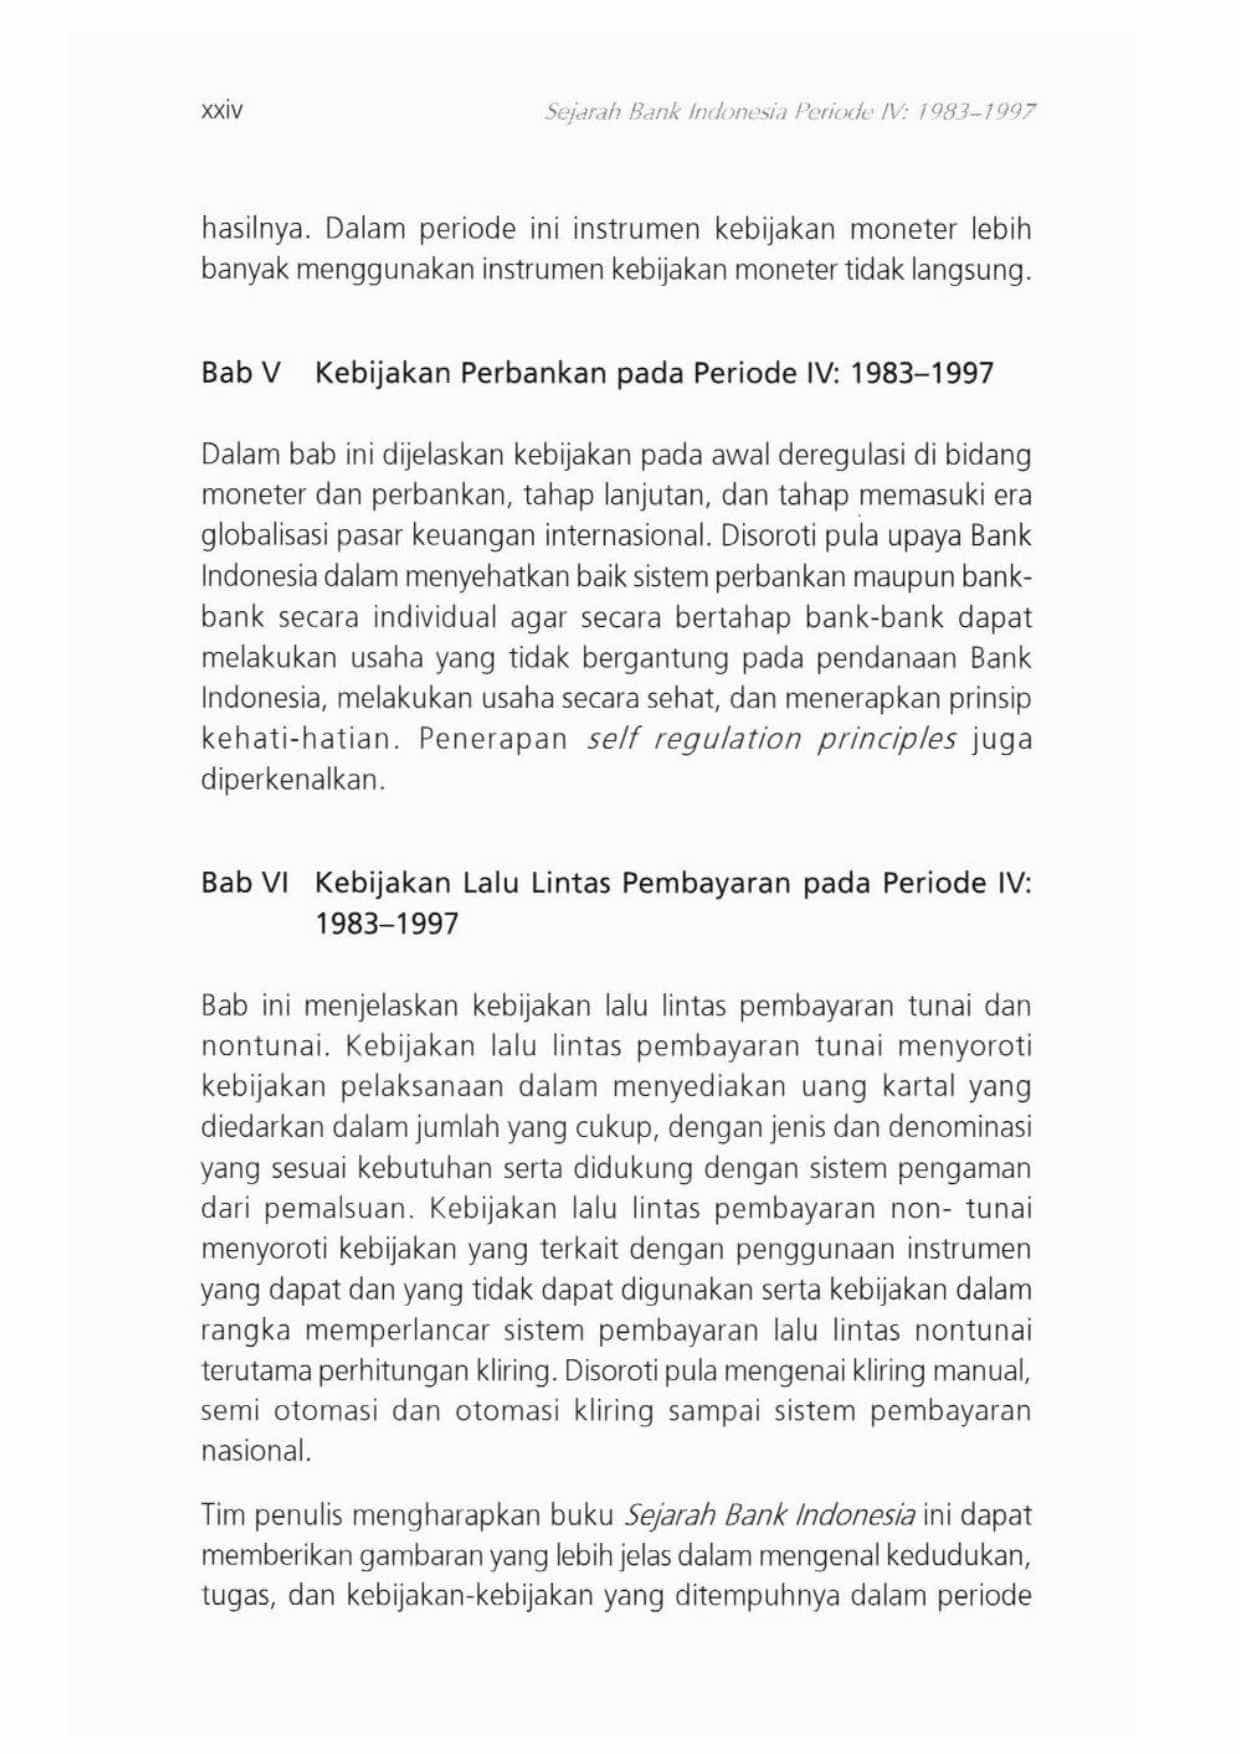 xxiv Sejarah Bank Indonesia Periode IV: 1983–1997
hasilnya. Dalam periode ini instrumen kebijakan moneter lebih
banyak menggunakan instrumen kebijakan moneter tidak langsung.
Bab V Kebijakan Perbankan pada Periode IV: 1983–1997
Dalam bab ini dijelaskan kebijakan pada awal deregulasi di bidang
moneter dan perbankan, tahap lanjutan, dan tahap memasuki era
globalisasi pasar keuangan internasional. Disoroti pula upaya Bank
Indonesia dalam menyehatkan baik sistem perbankan maupun bank-
bank secara individual agar secara bertahap bank-bank dapat
melakukan usaha yang tidak bergantung pada pendanaan Bank
Indonesia, melakukan usaha secara sehat, dan menerapkan prinsip
kehati-hatian. Penerapan self regulation principles juga
diperkenalkan.
Bab VI Kebijakan Lalu Lintas Pembayaran pada Periode IV:
1983–1997
Bab ini menjelaskan kebijakan lalu lintas pembayaran tunai dan
nontunai. Kebijakan lalu lintas pembayaran tunai menyoroti
kebijakan pelaksanaan dalam menyediakan uang kartal yang
diedarkan dalam jumlah yang cukup, dengan jenis dan denominasi
yang sesuai kebutuhan serta didukung dengan sistem pengaman
dari pemalsuan. Kebijakan lalu lintas pembayaran non- tunai
menyoroti kebijakan yang terkait dengan penggunaan instrumen
yang dapat dan yang tidak dapat digunakan serta kebijakan dalam
rangka memperlancar sistem pembayaran lalu lintas nontunai
terutama perhitungan kliring. Disoroti pula mengenai kliring manual,
semi otomasi dan otomasi kliring sampai sistem pembayaran
nasional.
Tim penulis mengharapkan buku Sejarah Bank Indonesia ini dapat
memberikan gambaran yang lebih jelas dalam mengenal kedudukan,
tugas, dan kebijakan-kebijakan yang ditempuhnya dalam periode